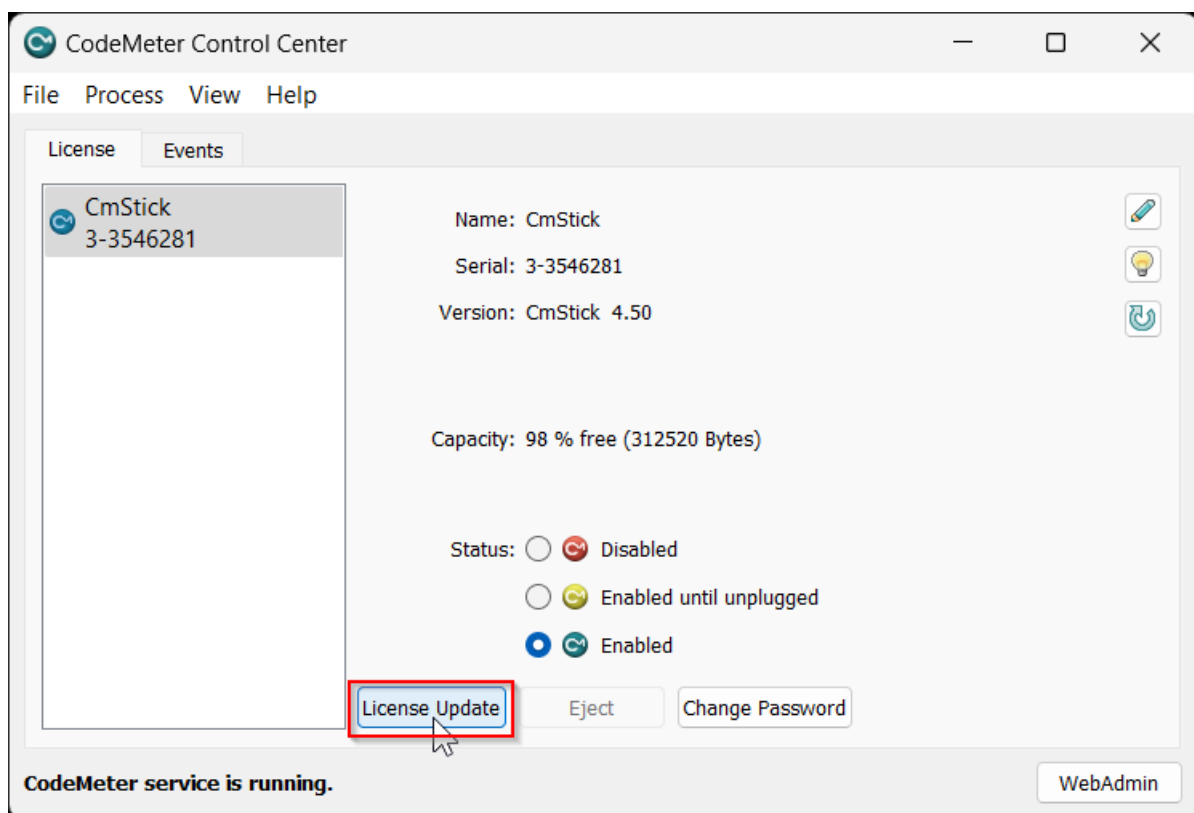 CodeMeter Control Center
File Process View Help
License Events
CmStick
3-3546281
Name: CmStick
Serial: 3-3546281
Version: CmStick 4.50
Capacity: 98 % free (312520 Bytes)
Status: Disabled
Enabled until unplugged
Enabled
License Update Eject Change Password
CodeMeter service is running. WebAdmin